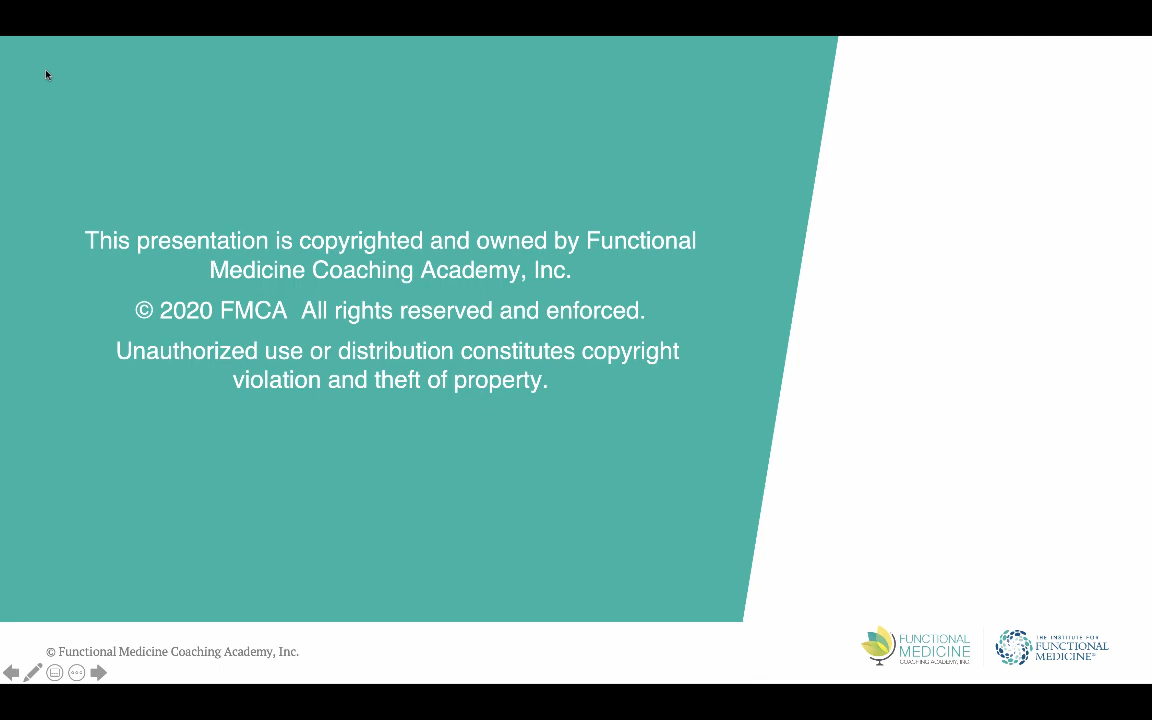 This presentation is copyrighted and owned by Functional
Medicine Coaching Academy, Inc.
© 2020 FMCA  All rights reserved and enforced.
Unauthorized use or distribution constitutes copyright
violation and theft of property.
© Functional Medicine Coaching Academy, Inc.
FUNCTIONAL
MEDICINE
COACHING ACADEMY, INC.
THE INSTITUTE FOR
FUNCTIONAL
MEDICINE™